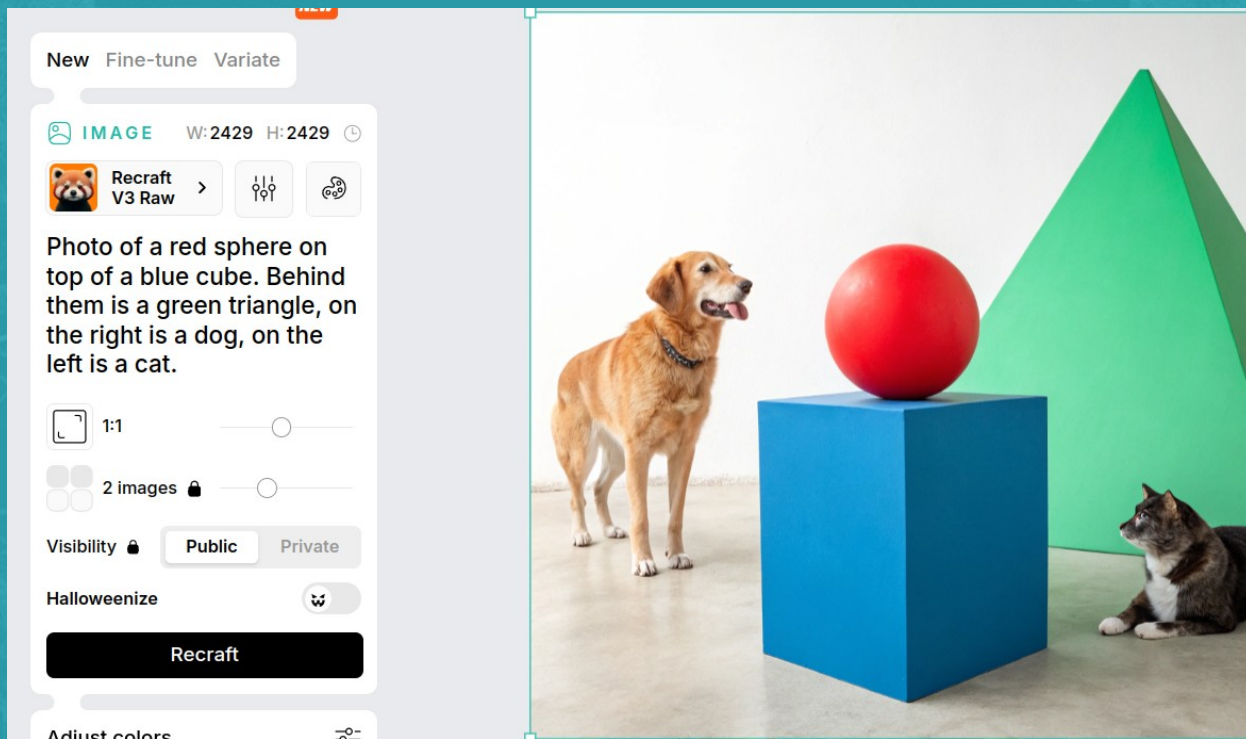 NEW
New Fine-tune Variate
IMAGE W: 2429 H: 2429
Recraft
V3 Raw
Photo of a red sphere on
top of a blue cube. Behind
them is a green triangle, on
the right is a dog, on the
left is a cat.
1:1
2 images
Visibility Public Private
Halloweenize
Recraft
Adjust colors